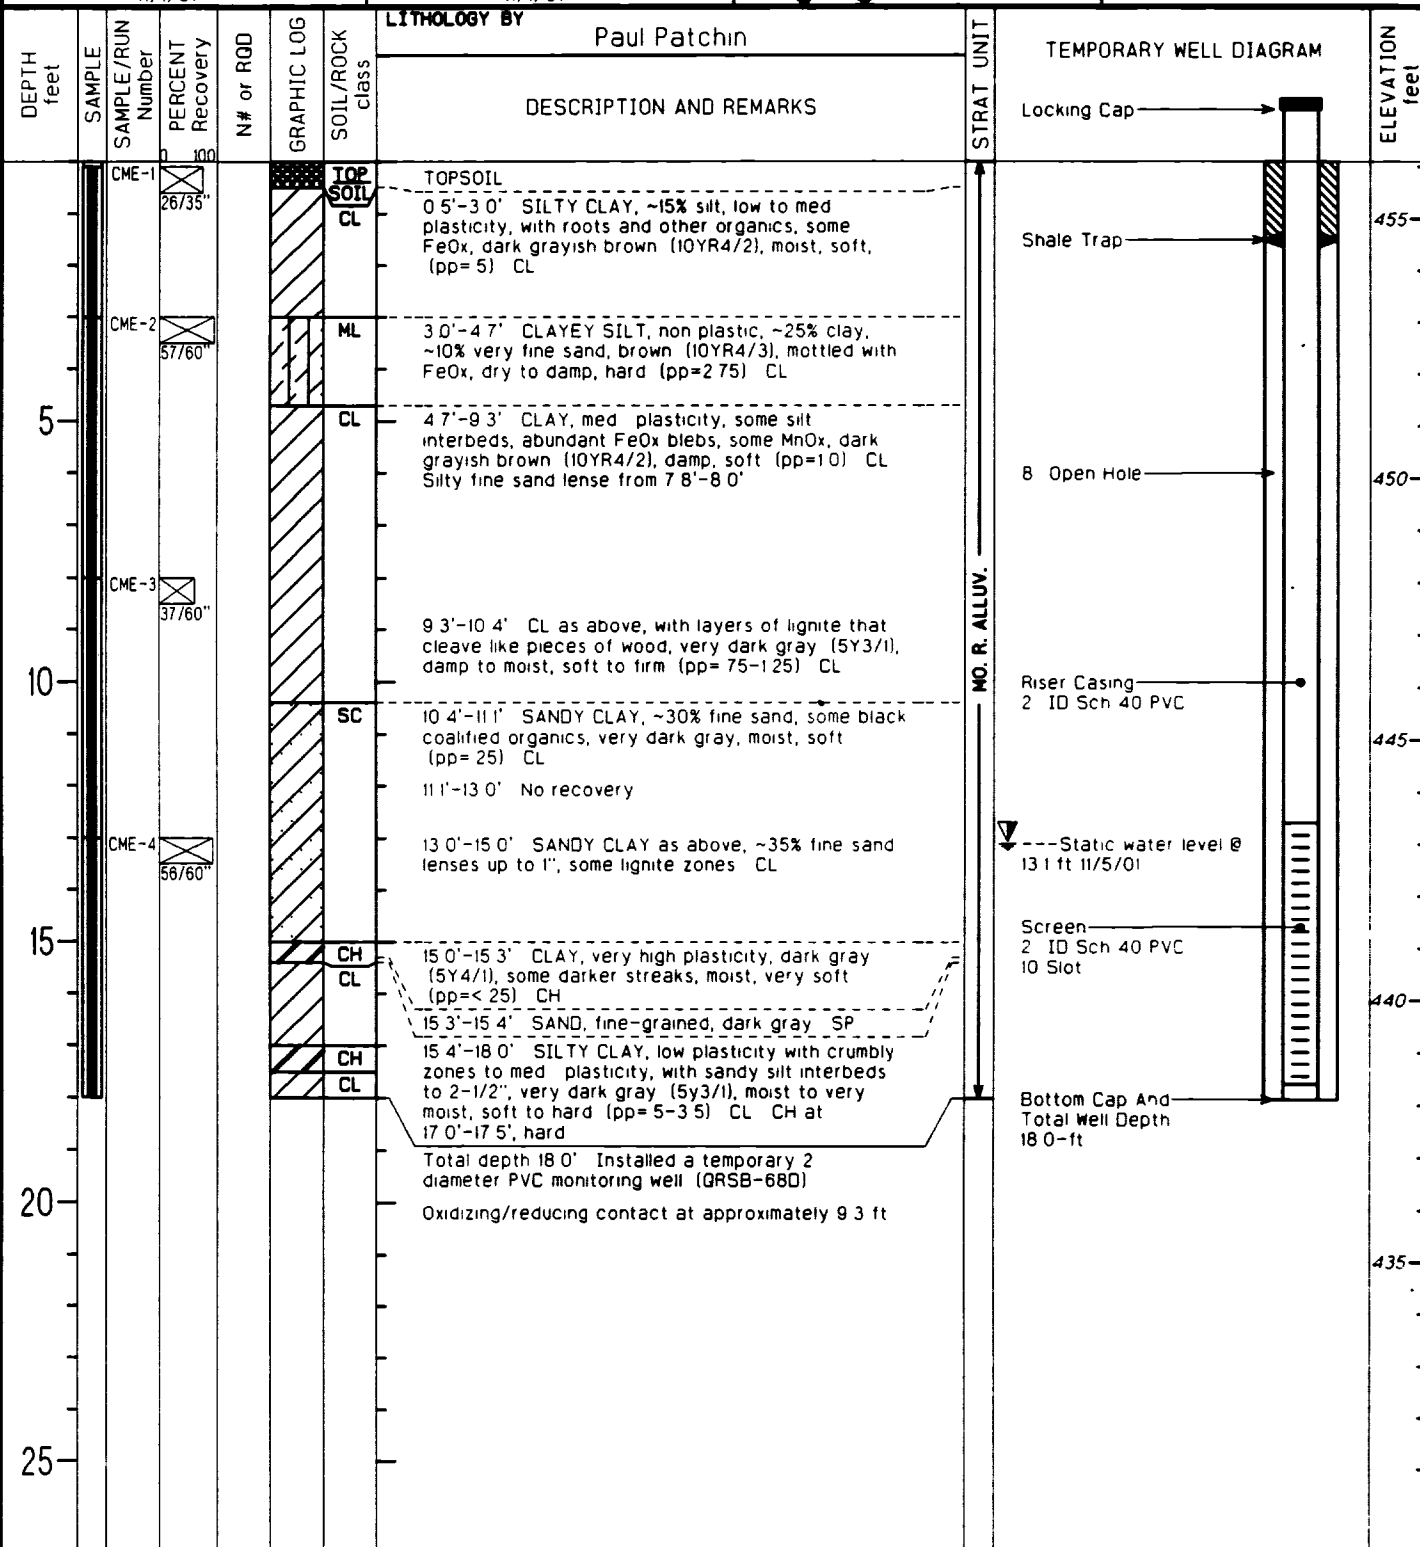 LITHOLOGY BY
Paul Patchin
DEPTH
feet
SAMPLE
SAMPLE/RUN
Number
PERCENT
Recovery
0 100
N# or RQD
GRAPHIC LOG
SOIL/ROCK
class
DESCRIPTION AND REMARKS
STRAT UNIT
TEMPORARY WELL DIAGRAM
ELEVATION
feet
Locking Cap
CME-1
26/35"
TOP
SOIL
CL
TOPSOIL
0 5'-3 0' SILTY CLAY, ~15% silt, low to med
plasticity, with roots and other organics, some
FeOx, dark grayish brown (10YR4/2), moist, soft,
(pp= 5) CL
455
Shale Trap
CME-2
57/60"
ML
3 0'-4 7' CLAYEY SILT, non plastic, ~25% clay,
~10% very fine sand, brown (10YR4/3), mottled with
FeOx, dry to damp, hard (pp=2 75) CL
5
CL
4 7'-9 3' CLAY, med plasticity, some silt
interbeds, abundant FeOx blebs, some MnOx, dark
grayish brown (10YR4/2), damp, soft (pp=1 0) CL
Silty fine sand lense from 7 8'-8 0'
8 Open Hole
450
CME-3
37/60"
MO. R. ALLUV.
9 3'-10 4' CL as above, with layers of lignite that
cleave like pieces of wood, very dark gray (5Y3/1),
damp to moist, soft to firm (pp= 75-1 25) CL
10
Riser Casing
2 ID Sch 40 PVC
SC
10 4'-11 1' SANDY CLAY, ~30% fine sand, some black
coalified organics, very dark gray, moist, soft
(pp= 25) CL
445
11 1'-13 0' No recovery
CME-4
56/60"
13 0'-15 0' SANDY CLAY as above, ~35% fine sand
lenses up to 1", some lignite zones CL
---Static water level @
13 1 ft 11/5/01
15
Screen
2 ID Sch 40 PVC
10 Slot
CH
CL
15 0'-15 3' CLAY, very high plasticity, dark gray
(5Y4/1), some darker streaks, moist, very soft
(pp=< 25) CH
440
15 3'-15 4' SAND, fine-grained, dark gray SP
CH
CL
15 4'-18 0' SILTY CLAY, low plasticity with crumbly
zones to med plasticity, with sandy silt interbeds
to 2-1/2", very dark gray (5y3/1), moist to very
moist, soft to hard (pp= 5-3 5) CL CH at
17 0'-17 5', hard
Bottom Cap And
Total Well Depth
18 0-ft
Total depth 18 0' Installed a temporary 2
diameter PVC monitoring well (QRSB-68D)
20
Oxidizing/reducing contact at approximately 9 3 ft
435
25